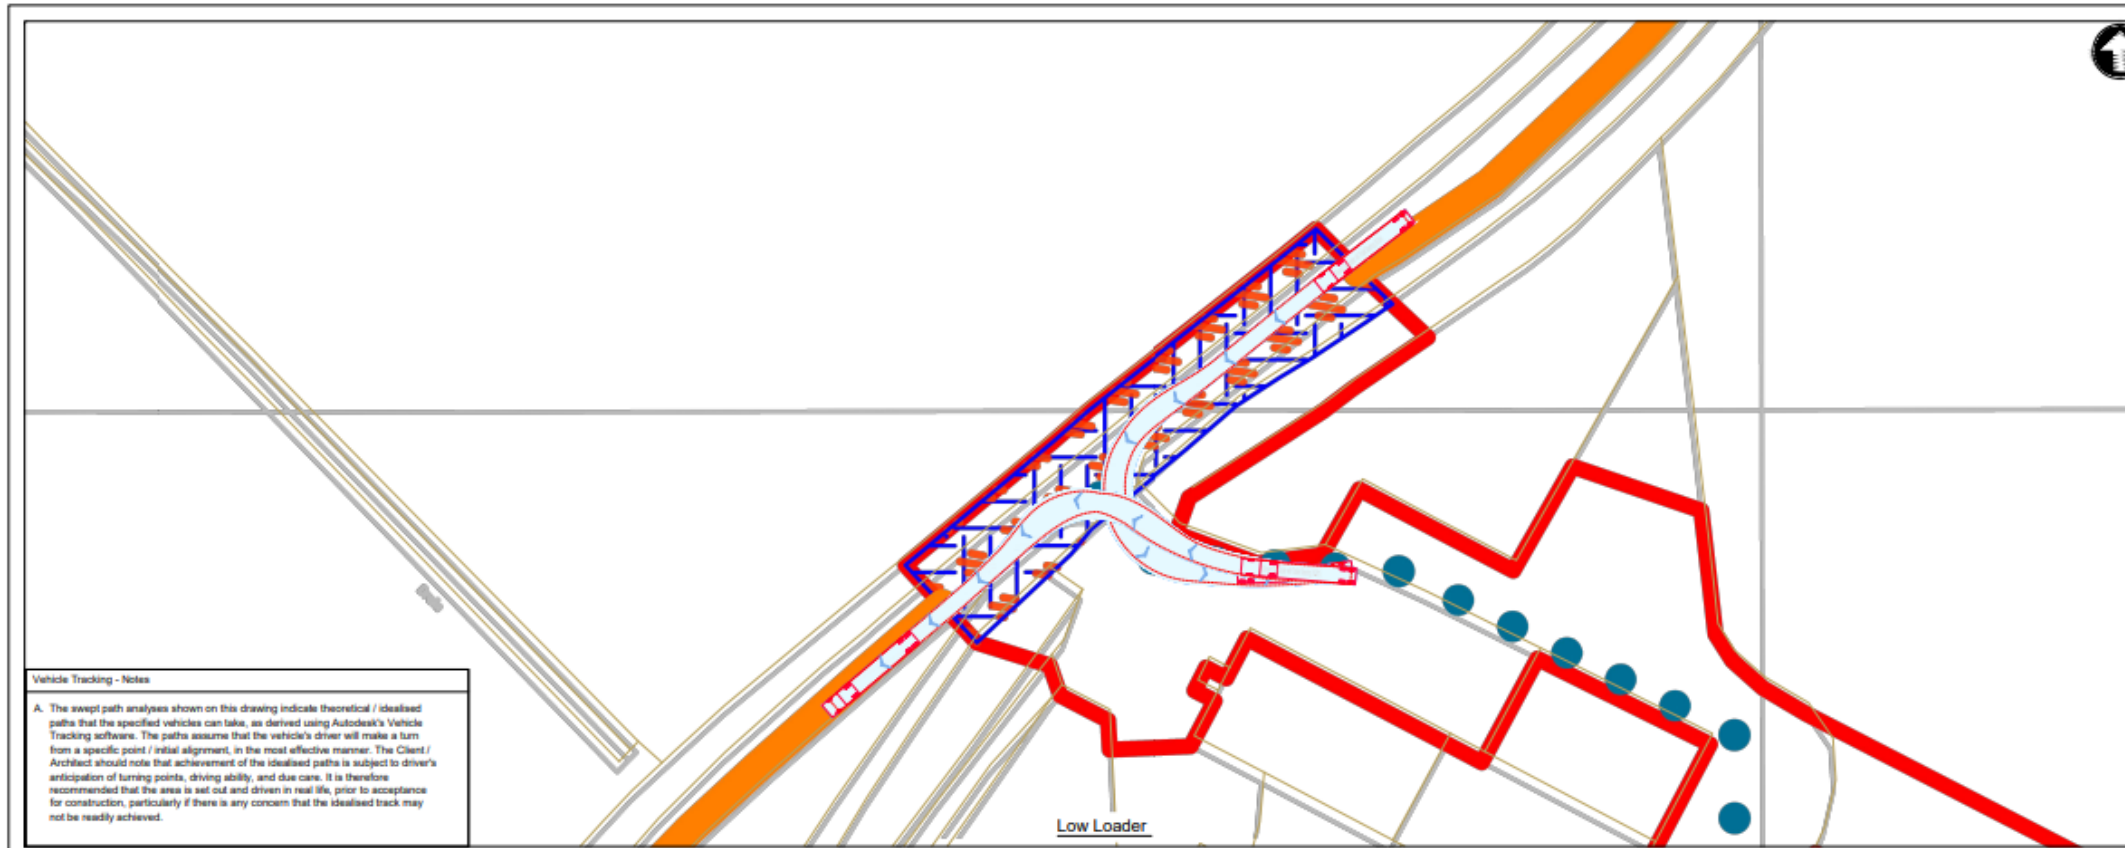 Vehicle Tracking - Notes
A. The swept path analyses shown on this drawing indicate theoretical / idealised
paths that the specified vehicles can take, as derived using Autodesk's Vehicle
Tracking software. The paths assume that the vehicle's driver will make a turn
from a specific point / initial alignment, in the most effective manner. The Client /
Architect should note that achievement of the idealised paths is subject to driver's
anticipation of turning points, driving ability, and due care. It is therefore
recommended that the area is set out and driven in real life, prior to acceptance
for construction, particularly if there is any concern that the idealised track may
not be readily achieved.
Low Loader